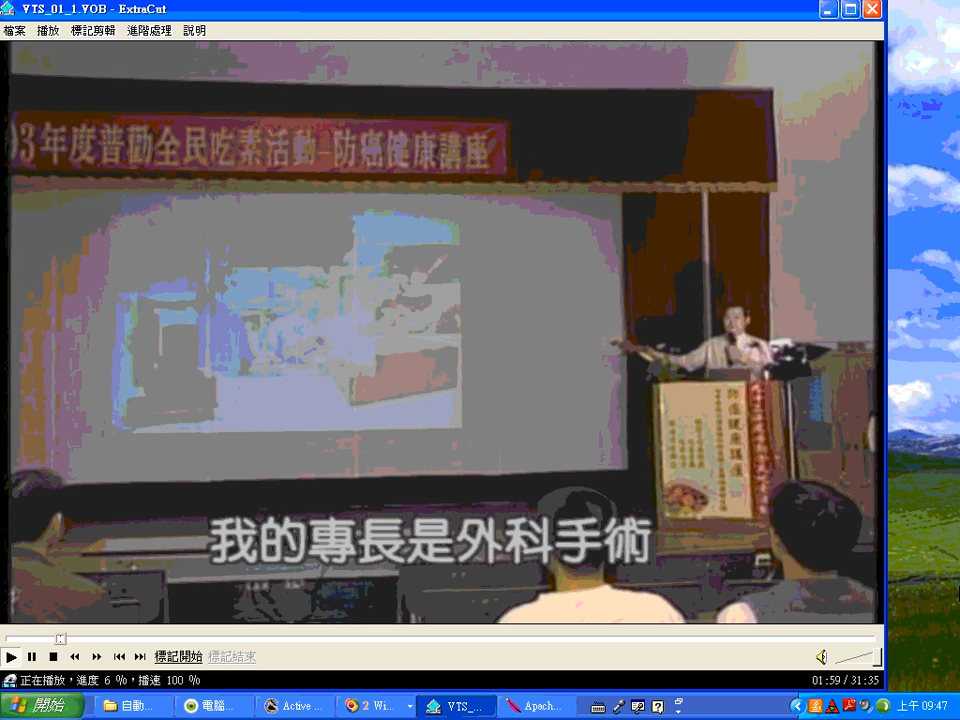 VTS_01_1.VOB - ExtraCut
檔案 播放 標記剪輯 進階處理 說明
03年度普勸全民吃素活動-防癌健康講座
防癌健康講座
我的專長是外科手術
標記開始 標記結束
正在播放，進度 6 %，播速 100 %
01:59 / 31:35
開始 自動... 電腦... Active ... 2 Wi... VTS_... Apach... 上午 09:47